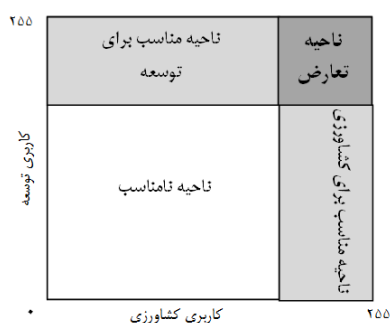 ۲۵۵
ناحیه مناسب برای
توسعه
ناحیه
تعارض
کاربری توسعه
ناحیه نامناسب
ناحیه مناسب برای کشاورزی
۰
کاربری کشاورزی
۲۵۵